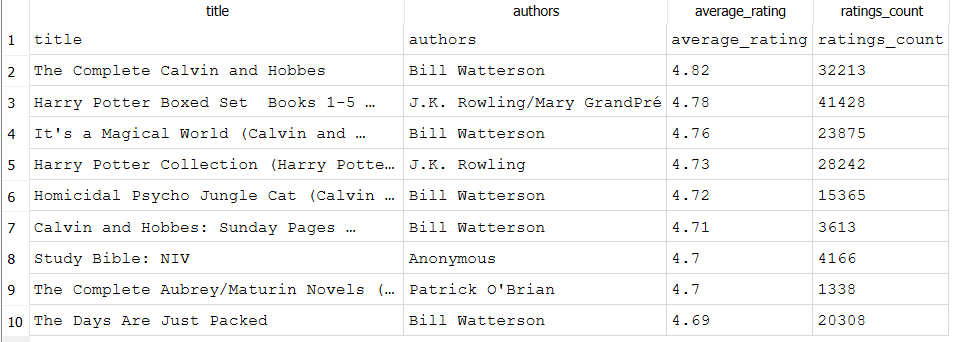 title authors average_rating ratings_count
1 title authors average_rating ratings_count
2 The Complete Calvin and Hobbes Bill Watterson 4.82 32213
3 Harry Potter Boxed Set  Books 1-5 … J.K. Rowling/Mary GrandPré 4.78 41428
4 It's a Magical World (Calvin and … Bill Watterson 4.76 23875
5 Harry Potter Collection (Harry Potte… J.K. Rowling 4.73 28242
6 Homicidal Psycho Jungle Cat (Calvin … Bill Watterson 4.72 15365
7 Calvin and Hobbes: Sunday Pages … Bill Watterson 4.71 3613
8 Study Bible: NIV Anonymous 4.7 4166
9 The Complete Aubrey/Maturin Novels (… Patrick O'Brian 4.7 1338
10 The Days Are Just Packed Bill Watterson 4.69 20308